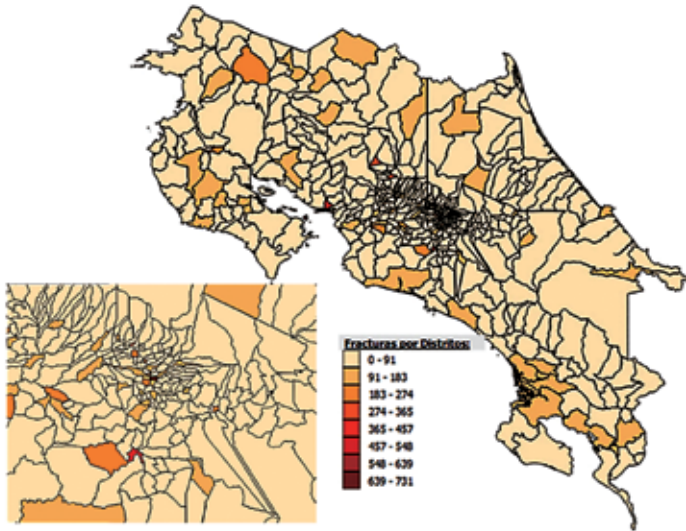 Fracturas por Distritos:
0 - 91
91 - 183
183 - 274
274 - 365
365 - 457
457 - 548
548 - 639
639 - 731